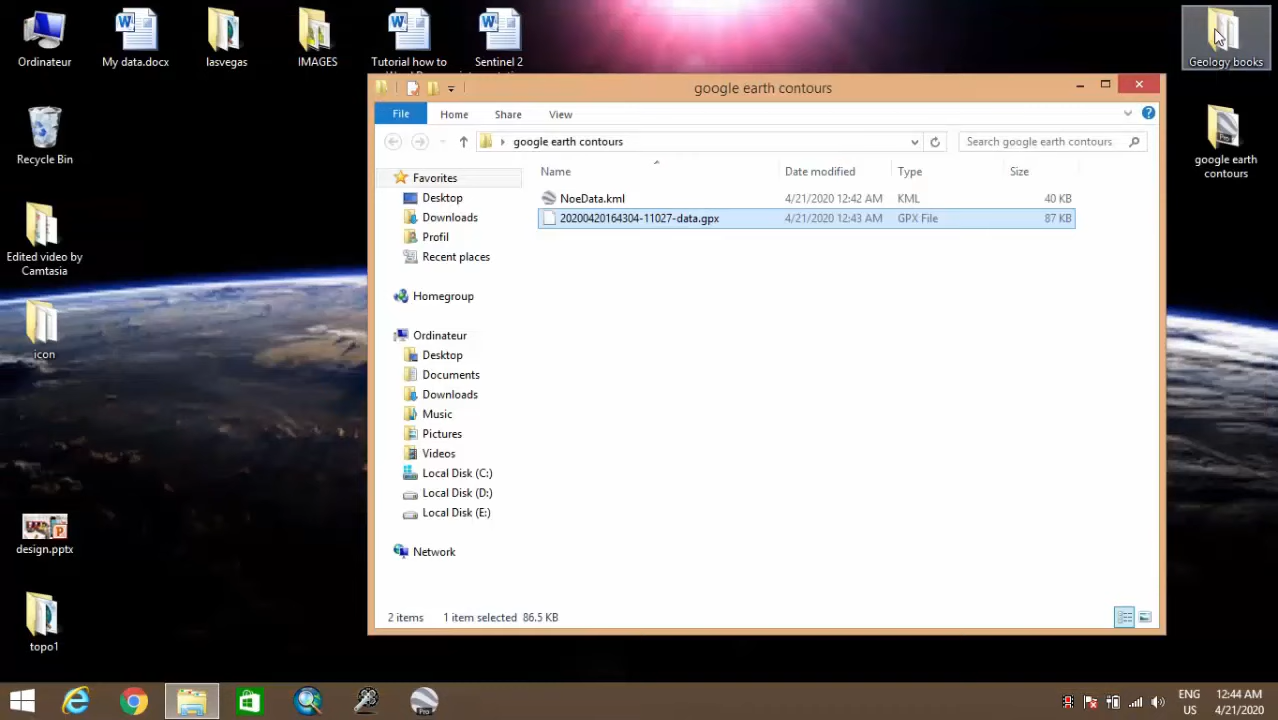 Ordinateur
My data.docx
lasvegas
IMAGES
Tutorial how to
Sentinel 2
Geology books
Recycle Bin
google earth
contours
Edited video by
Camtasia
icon
design.pptx
topo1
google earth contours
File
Home
Share
View
google earth contours
Search google earth contours
Name
Date modified
Type
Size
NoeData.kml
4/21/2020 12:42 AM
KML
40 KB
20200420164304-11027-data.gpx
4/21/2020 12:43 AM
GPX File
87 KB
Favorites
Desktop
Downloads
Profil
Recent places
Homegroup
Ordinateur
Desktop
Documents
Downloads
Music
Pictures
Videos
Local Disk (C:)
Local Disk (D:)
Local Disk (E:)
Network
2 items
1 item selected 86.5 KB
Pro
ENG
US
12:44 AM
4/21/2020